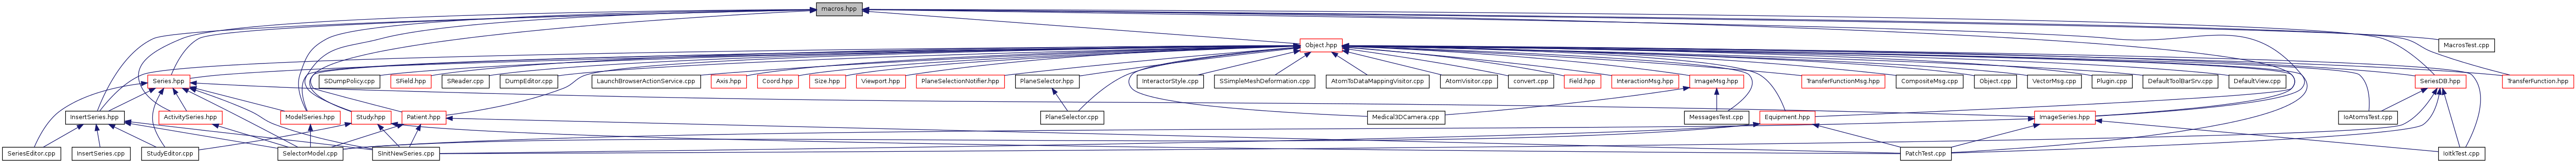 macros.hpp
Object.hpp
MacrosTest.cpp
Series.hpp
SDumpPolicy.cpp
SField.hpp
SReader.cpp
DumpEditor.cpp
LaunchBrowserActionService.cpp
Axis.hpp
Coord.hpp
Size.hpp
Viewport.hpp
PlaneSelectionNotifier.hpp
PlaneSelector.hpp
InteractorStyle.cpp
SSimpleMeshDeformation.cpp
AtomToDataMappingVisitor.cpp
AtomVisitor.cpp
convert.cpp
Field.hpp
InteractionMsg.hpp
ImageMsg.hpp
TransferFunctionMsg.hpp
CompositeMsg.cpp
Object.cpp
VectorMsg.cpp
Plugin.cpp
DefaultToolBarSrv.cpp
DefaultView.cpp
SeriesDB.hpp
TransferFunction.hpp
InsertSeries.hpp
ActivitySeries.hpp
ModelSeries.hpp
Study.hpp
Patient.hpp
PlaneSelector.cpp
Medical3DCamera.cpp
MessagesTest.cpp
Equipment.hpp
ImageSeries.hpp
IoAtomsTest.cpp
SeriesEditor.cpp
InsertSeries.cpp
StudyEditor.cpp
SelectorModel.cpp
SInitNewSeries.cpp
PatchTest.cpp
IoItkTest.cpp